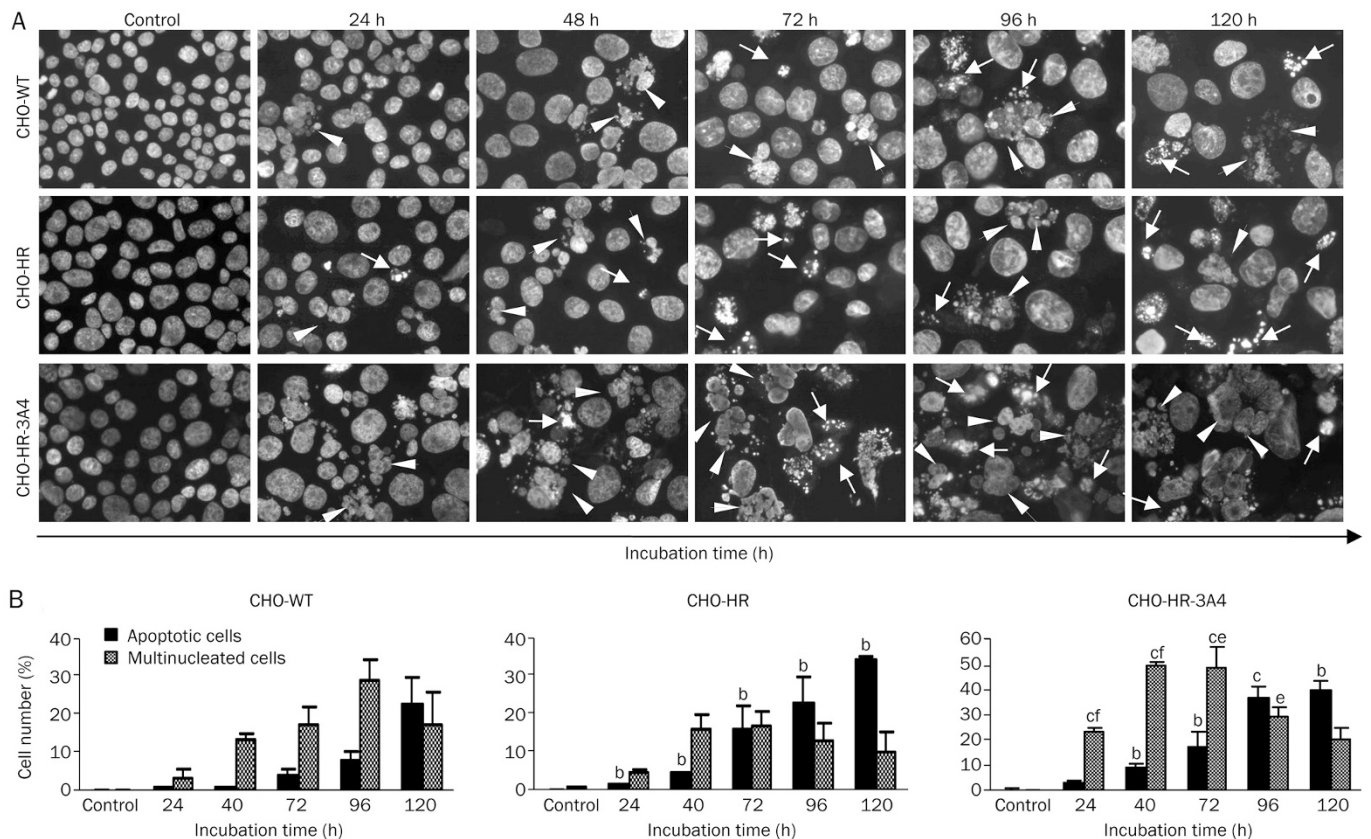 A
Control 24 h 48 h 72 h 96 h 120 h
CHO-WT
CHO-HR
CHO-HR-3A4
Incubation time (h)
B
CHO-WT
Apoptotic cells
Multinucleated cells
Cell number (%)
40
30
20
10
0
Control 24 40 72 96 120
Incubation time (h)
CHO-HR
40
30
20
10
0
b b b b b
Control 24 40 72 96 120
Incubation time (h)
CHO-HR-3A4
60
50
40
30
20
10
0
cf b cf b ce c e b
Control 24 40 72 96 120
Incubation time (h)